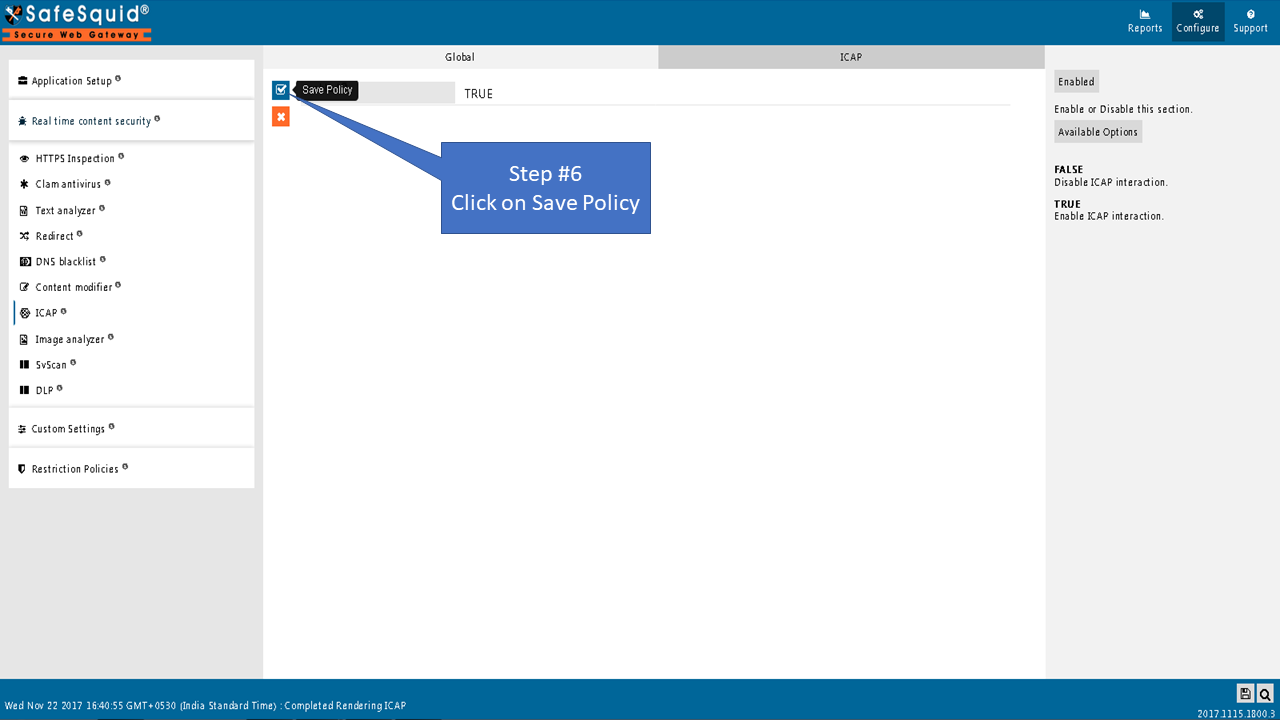 SafeSquid®
Secure Web Gateway
Reports
Configure
Support
Application Setup
Real time content security
HTTPS Inspection
Clam antivirus
Text analyzer
Redirect
DNS blacklist
Content modifier
ICAP
Image analyzer
SvScan
DLP
Custom Settings
Restriction Policies
Global
ICAP
Save Policy
TRUE
Step #6
Click on Save Policy
Enabled
Enable or Disable this section.
Available Options
FALSE
Disable ICAP interaction.
TRUE
Enable ICAP interaction.
Wed Nov 22 2017 16:40:55 GMT+0530 (India Standard Time) : Completed Rendering ICAP
2017.1115.1800.3